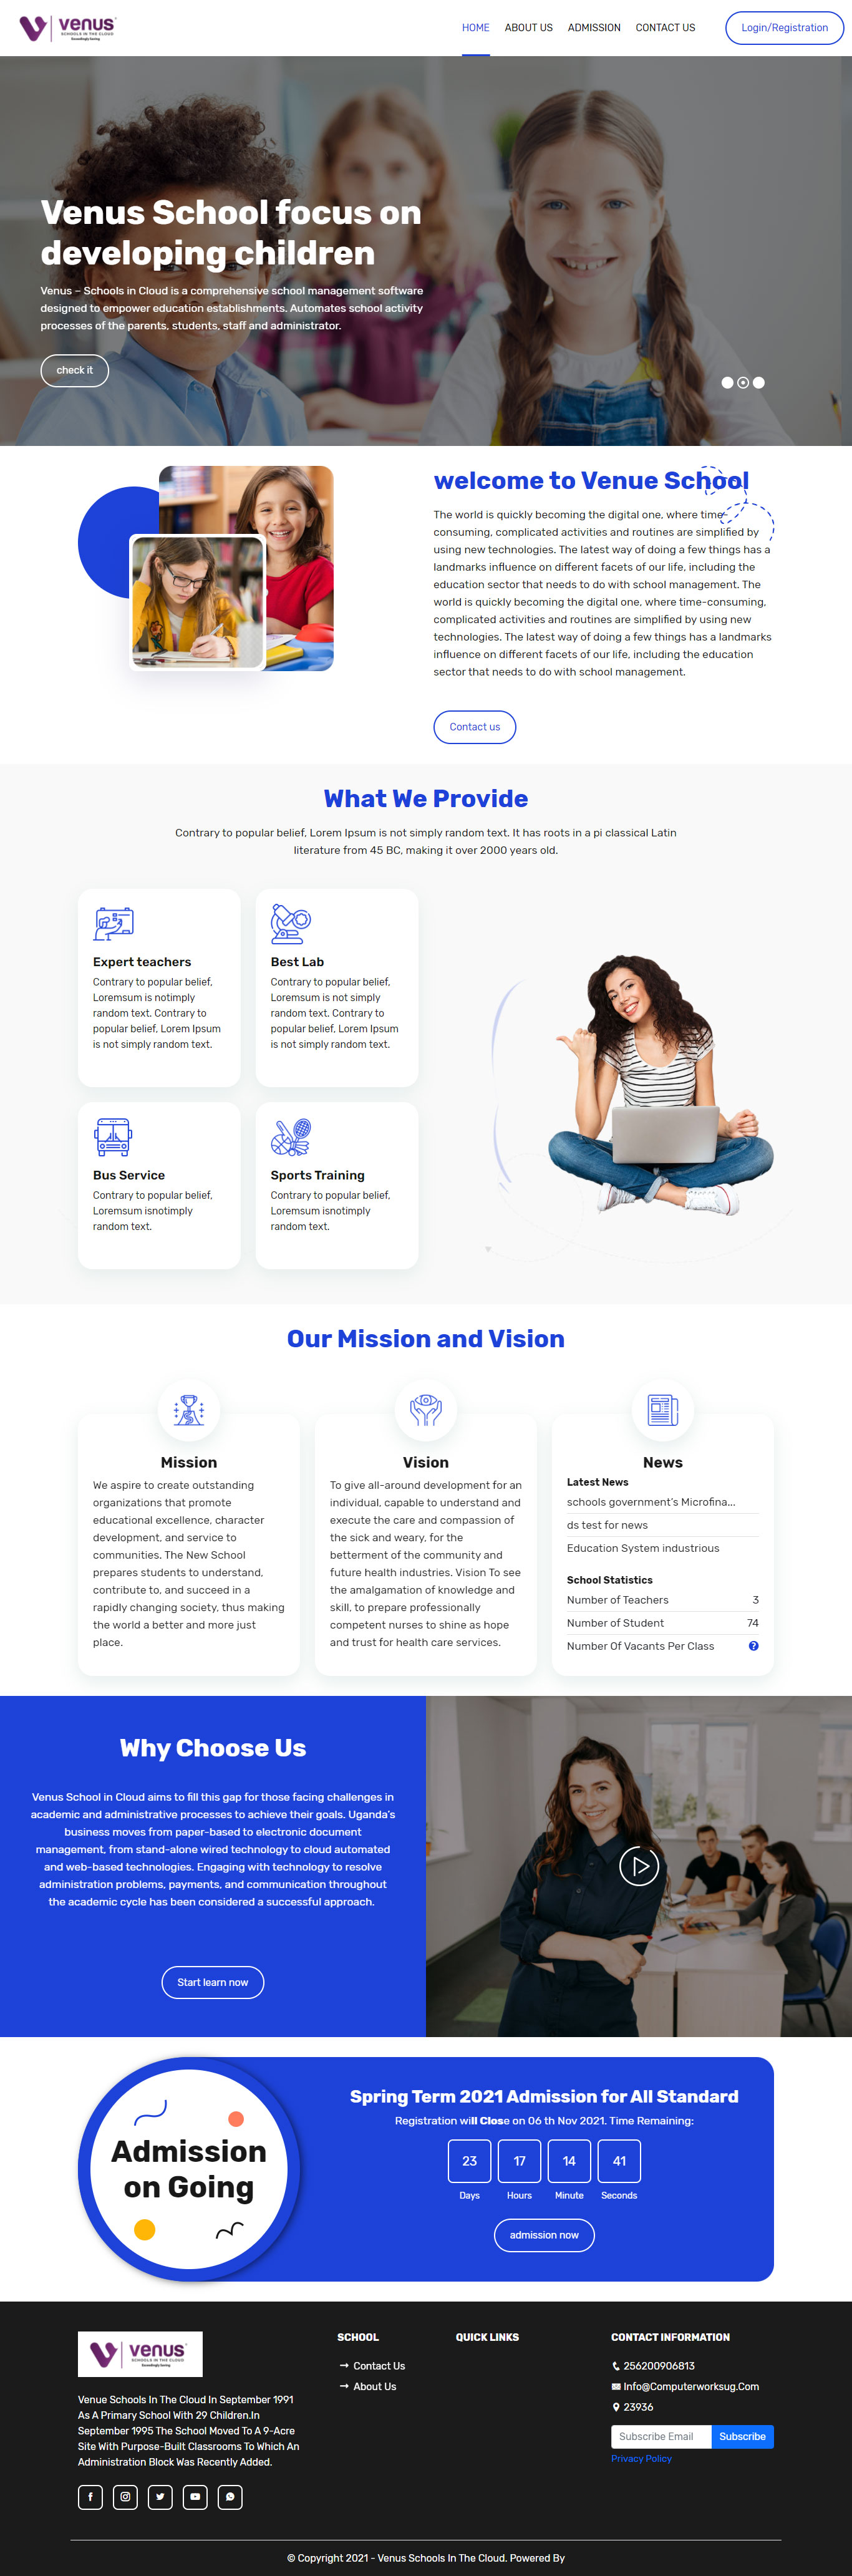 venus
SCHOOLS IN THE CLOUD
Exceedingly Saving
HOME
ABOUT US
ADMISSION
CONTACT US
Login/Registration
Venus School focus on
developing children
Venus – Schools in Cloud is a comprehensive school management software
designed to empower education establishments. Automates school activity
processes of the parents, students, staff and administrator.
check it
welcome to Venue School
The world is quickly becoming the digital one, where time-
consuming, complicated activities and routines are simplified by
using new technologies. The latest way of doing a few things has a
landmarks influence on different facets of our life, including the
education sector that needs to do with school management. The
world is quickly becoming the digital one, where time-consuming,
complicated activities and routines are simplified by using new
technologies. The latest way of doing a few things has a landmarks
influence on different facets of our life, including the education
sector that needs to do with school management.
Contact us
What We Provide
Contrary to popular belief, Lorem Ipsum is not simply random text. It has roots in a pi classical Latin
literature from 45 BC, making it over 2000 years old.
Expert teachers
Contrary to popular belief,
Loremsum is notimply
random text. Contrary to
popular belief, Lorem Ipsum
is not simply random text.
Best Lab
Contrary to popular belief,
Loremsum is not simply
random text. Contrary to
popular belief, Lorem Ipsum
is not simply random text.
Bus Service
Contrary to popular belief,
Loremsum isnotimply
random text.
Sports Training
Contrary to popular belief,
Loremsum isnotimply
random text.
Our Mission and Vision
Mission
We aspire to create outstanding
organizations that promote
educational excellence, character
development, and service to
communities. The New School
prepares students to understand,
contribute to, and succeed in a
rapidly changing society, thus making
the world a better and more just
place.
Vision
To give all-around development for an
individual, capable to understand and
execute the care and compassion of
the sick and weary, for the
betterment of the community and
future health industries. Vision To see
the amalgamation of knowledge and
skill, to prepare professionally
competent nurses to shine as hope
and trust for health care services.
News
Latest News
schools government's Microfina...
ds test for news
Education System industrious
School Statistics
Number of Teachers 3
Number of Student 74
Number Of Vacants Per Class ?
Why Choose Us
Venus School in Cloud aims to fill this gap for those facing challenges in
academic and administrative processes to achieve their goals. Uganda's
business moves from paper-based to electronic document
management, from stand-alone wired technology to cloud automated
and web-based technologies. Engaging with technology to resolve
administration problems, payments, and communication throughout
the academic cycle has been considered a successful approach.
Start learn now
Admission
on Going
Spring Term 2021 Admission for All Standard
Registration will Close on 06 th Nov 2021. Time Remaining:
23 17 14 41
Days Hours Minute Seconds
admission now
venus
SCHOOLS IN THE CLOUD
Exceedingly Saving
Venue Schools In The Cloud In September 1991
As A Primary School With 29 Children.In
September 1995 The School Moved To A 9-Acre
Site With Purpose-Built Classrooms To Which An
Administration Block Was Recently Added.
SCHOOL
Contact Us
About Us
QUICK LINKS
CONTACT INFORMATION
256200906813
Info@Computerworksug.Com
23936
Subscribe Email
Subscribe
Privacy Policy
© Copyright 2021 - Venus Schools In The Cloud. Powered By